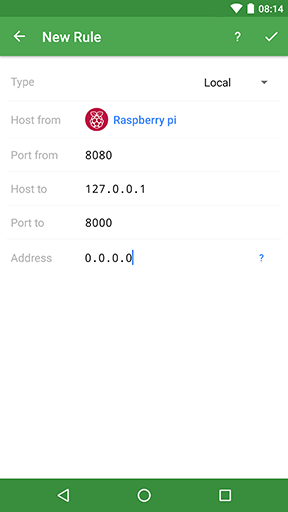 08:14
New Rule ?
Type Local
Host from Raspberry pi
Port from 8080
Host to 127.0.0.1
Port to 8000
Address 0.0.0.0 ?